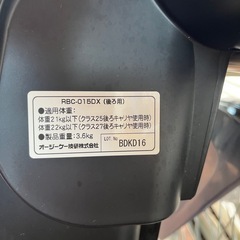 RBC-015DX（後ろ用）
●適用体重:
体重21kg以下(クラス25後ろキャリヤ使用時)
体重22kg以下(クラス27後ろキャリヤ使用時)
●製品重量:3.6kg
オージーケー技研株式会社
LOT No.
BDKD16